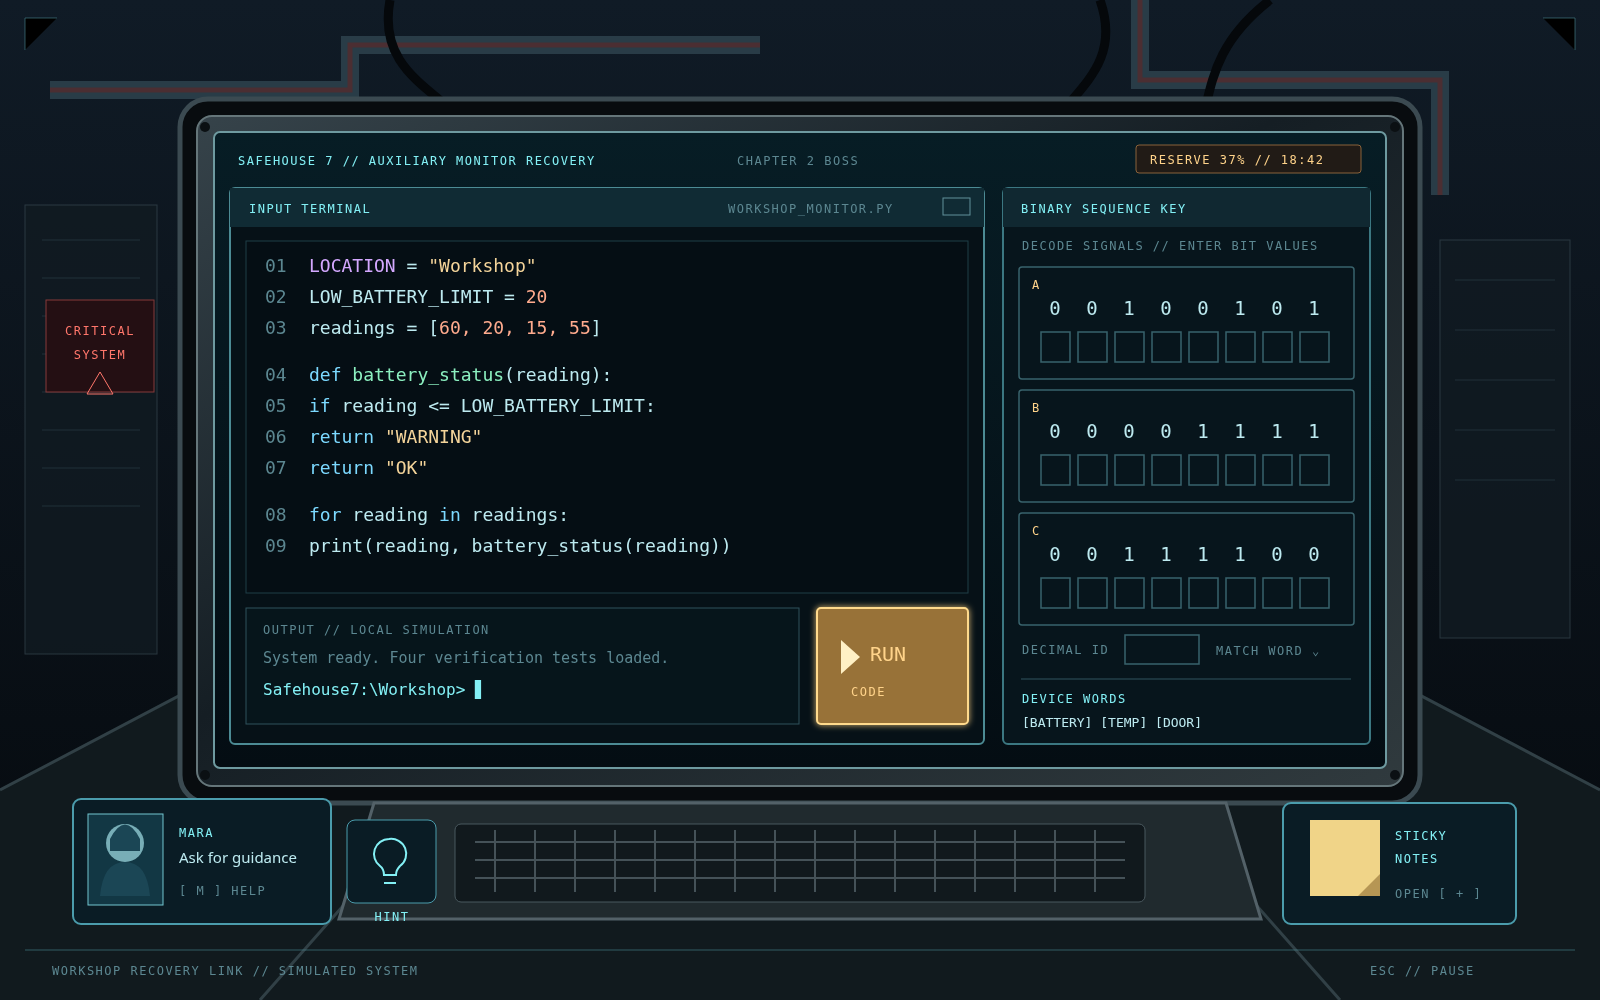 SAFEHOUSE 7 // AUXILIARY MONITOR RECOVERY
CHAPTER 2 BOSS
RESERVE 37% // 18:42
INPUT TERMINAL
WORKSHOP_MONITOR.PY
01 LOCATION = "Workshop"
02 LOW_BATTERY_LIMIT = 20
03 readings = [60, 20, 15, 55]
04 def battery_status(reading):
05 if reading <= LOW_BATTERY_LIMIT:
06 return "WARNING"
07 return "OK"
08 for reading in readings:
09 print(reading, battery_status(reading))
OUTPUT // LOCAL SIMULATION
System ready. Four verification tests loaded.
Safehouse7:\Workshop>
RUN
CODE
BINARY SEQUENCE KEY
DECODE SIGNALS // ENTER BIT VALUES
A
0 0 1 0 0 1 0 1
B
0 0 0 0 1 1 1 1
C
0 0 1 1 1 1 0 0
DECIMAL ID
MATCH WORD ⌄
DEVICE WORDS
[BATTERY] [TEMP] [DOOR]
CRITICAL
SYSTEM
MARA
Ask for guidance
[ M ] HELP
HINT
STICKY
NOTES
OPEN [ + ]
WORKSHOP RECOVERY LINK // SIMULATED SYSTEM
ESC // PAUSE